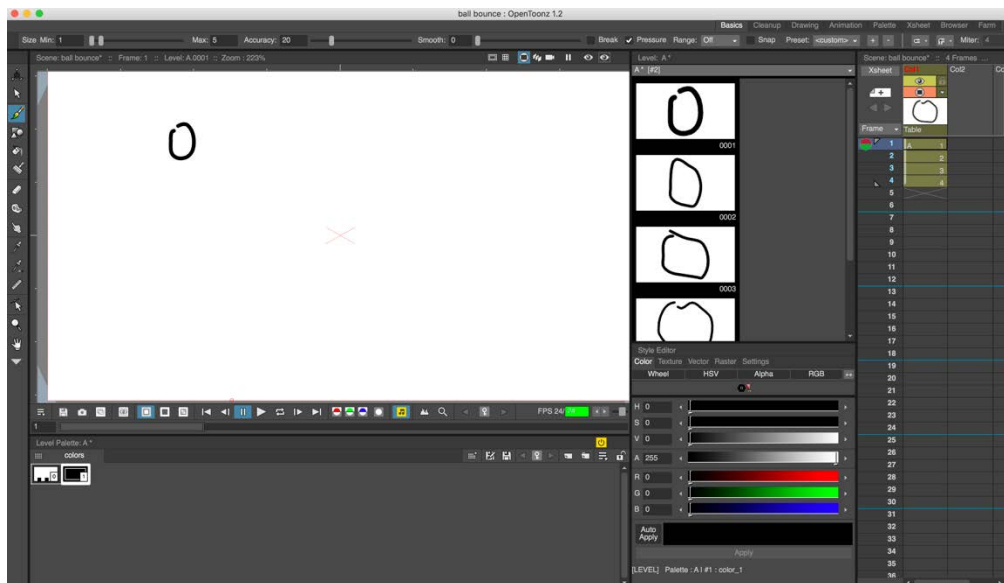 ball bounce : OpenToonz 1.2
Basics Cleanup Drawing Animation Palette Xsheet Browser Farm
Size Min: 1 Max: 5 Accuracy: 20 Smooth: 0 Break Pressure Range: Off Snap Preset: <custom> + - Miter: 4
Scene: ball bounce* :: Frame: 1 :: Level: A.0001 :: Zoom : 223%
Level: A*
Scene: ball bounce* :: 4 Frames ...
A* [#2]
Xsheet Col1 Col2 Co
0001
0002
0003
Frame Table
1 A 1
2 2
3 3
4 4
5
6
7
8
9
10
11
12
13
14
15
16
17
18
19
20
21
22
23
24
25
26
27
28
29
30
31
32
33
34
35
36
FPS 24/
1
Level Palette: A*
colors
0 1
Style Editor
Color Texture Vector Raster Settings
Wheel HSV Alpha RGB
H 0
S 0
V 0
A 255
R 0
G 0
B 0
Auto Apply
Apply
[LEVEL] Palette : A | #1 : color_1